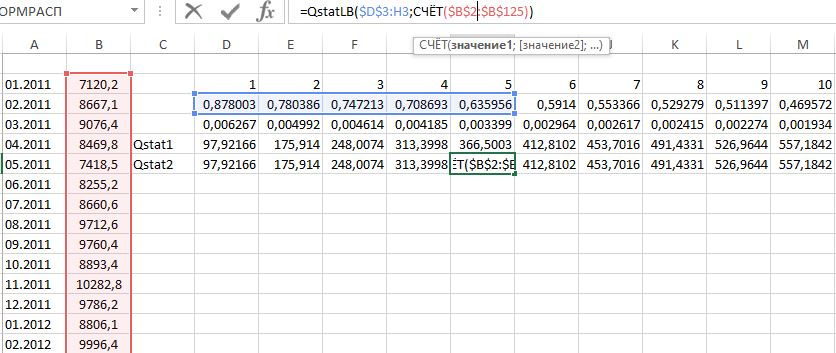 ОРМРАСП =QstatLB($D$3:H3;СЧЁТ($B$2:$B$125))
СЧЁТ(значение1; [значение2]; ...)
A B C D E F J K L M
01.2011 7120,2 1 2 3 4 5 6 7 8 9 10
02.2011 8667,1 0,878003 0,780386 0,747213 0,708693 0,635956 0,5914 0,553366 0,529279 0,511397 0,469572
03.2011 9076,4 0,006267 0,004992 0,004614 0,004185 0,003399 0,002964 0,002617 0,002415 0,002274 0,001934
04.2011 8469,8 Qstat1 97,92166 175,914 248,0074 313,3998 366,5003 412,8102 453,7016 491,4331 526,9644 557,1842
05.2011 7418,5 Qstat2 97,92166 175,914 248,0074 313,3998 ЁТ($B$2:$B 412,8102 453,7016 491,4331 526,9644 557,1842
06.2011 8255,2
07.2011 8660,6
08.2011 9712,6
09.2011 9760,4
10.2011 8893,4
11.2011 10282,8
12.2011 9786,2
01.2012 8806,1
02.2012 9996,4